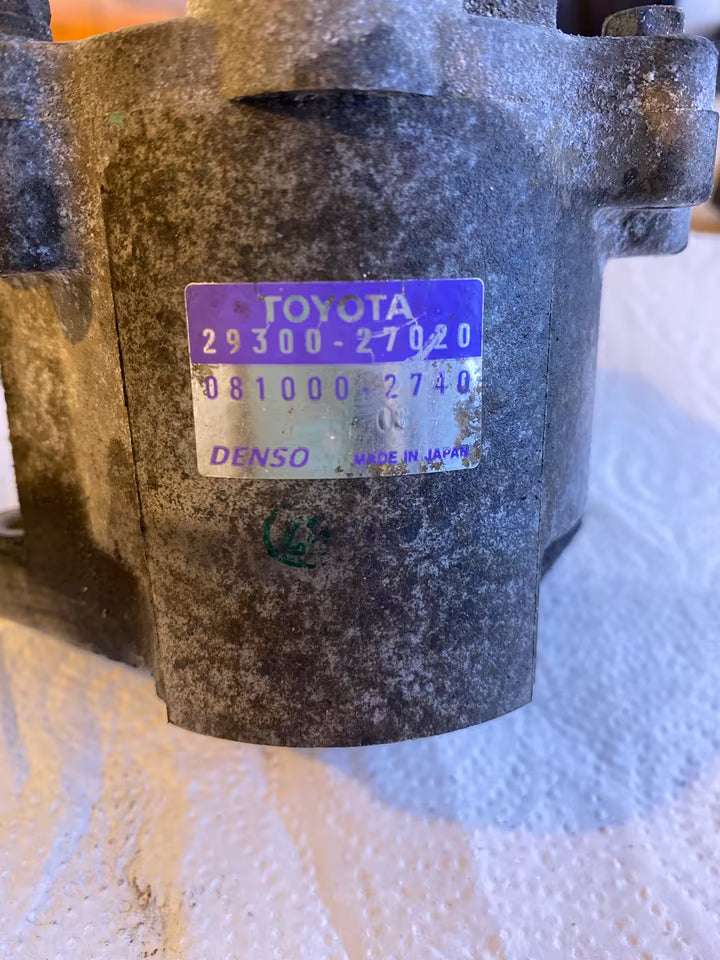 TOYOTA
29300-27020
081000-2740
DENSO MADE IN JAPAN